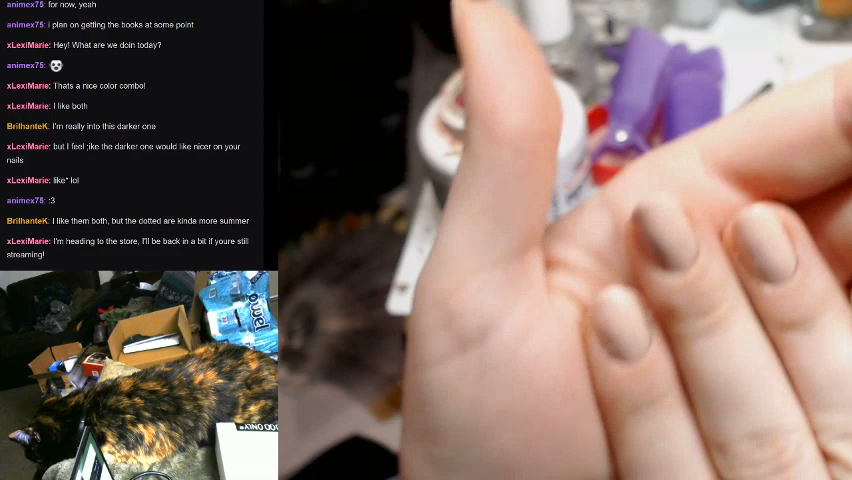 animex75: for now, yeah
animex75: i plan on getting the books at some point
xLexiMarie: Hey! What are we doin today?
animex75:
xLexiMarie: Thats a nice color combo!
xLexiMarie: I like both
BrilhanteK: I'm really into this darker one
xLexiMarie: but I feel ;ike the darker one would like nicer on your
nails
xLexiMarie: like* lol
animex75: :3
BrilhanteK: I like them both, but the dotted are kinda more summer
xLexiMarie: I'm heading to the store, I'll be back in a bit if youre still
streaming!